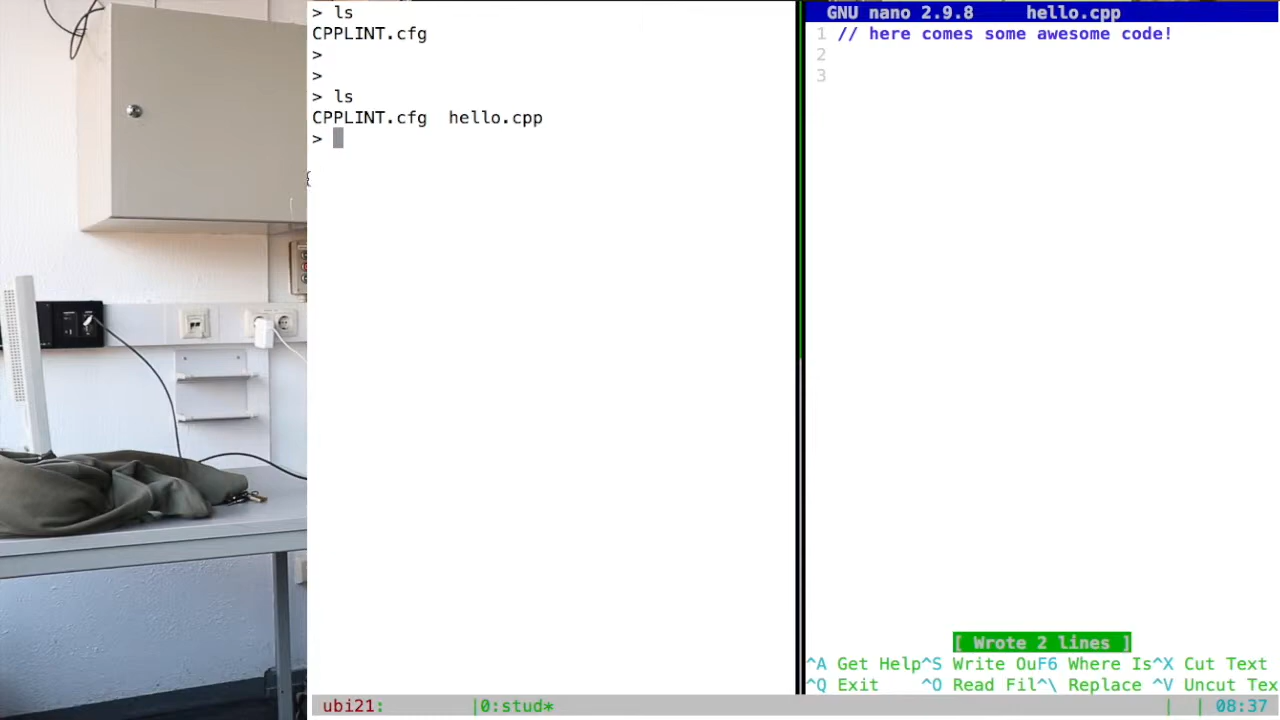 > ls
CPPLINT.cfg
>
>
> ls
CPPLINT.cfg  hello.cpp
>
GNU nano 2.9.8     hello.cpp
1 // here comes some awesome code!
2
3
[ Wrote 2 lines ]
^A Get Help^S Write OuF6 Where Is^X Cut Text
^Q Exit    ^O Read Fil^\ Replace ^V Uncut Tex
ubi21:         |0:stud*     |  | 08:37